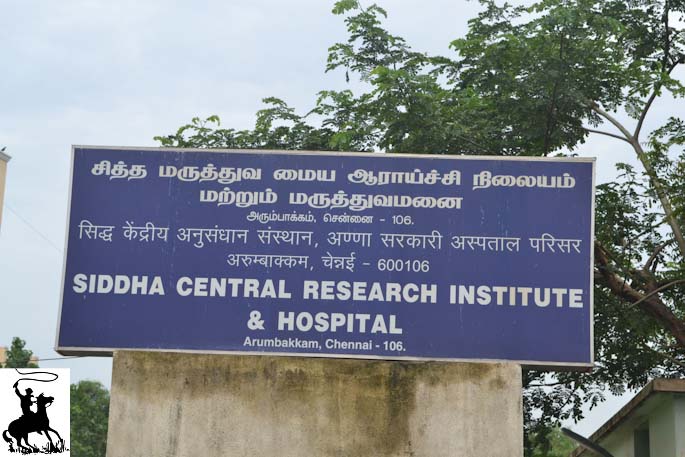 சித்த மருத்துவ மைய ஆராய்ச்சி நிலையம்
மற்றும் மருத்துவமனை
அரும்பாக்கம், சென்னை - 106.
सिद्ध केंद्रीय अनुसंधान संस्थान, अण्णा सरकारी अस्पताल परिसर
अरुम्बाक्कम, चेन्नई - 600106
SIDDHA CENTRAL RESEARCH INSTITUTE
& HOSPITAL
Arumbakkam, Chennai - 106.